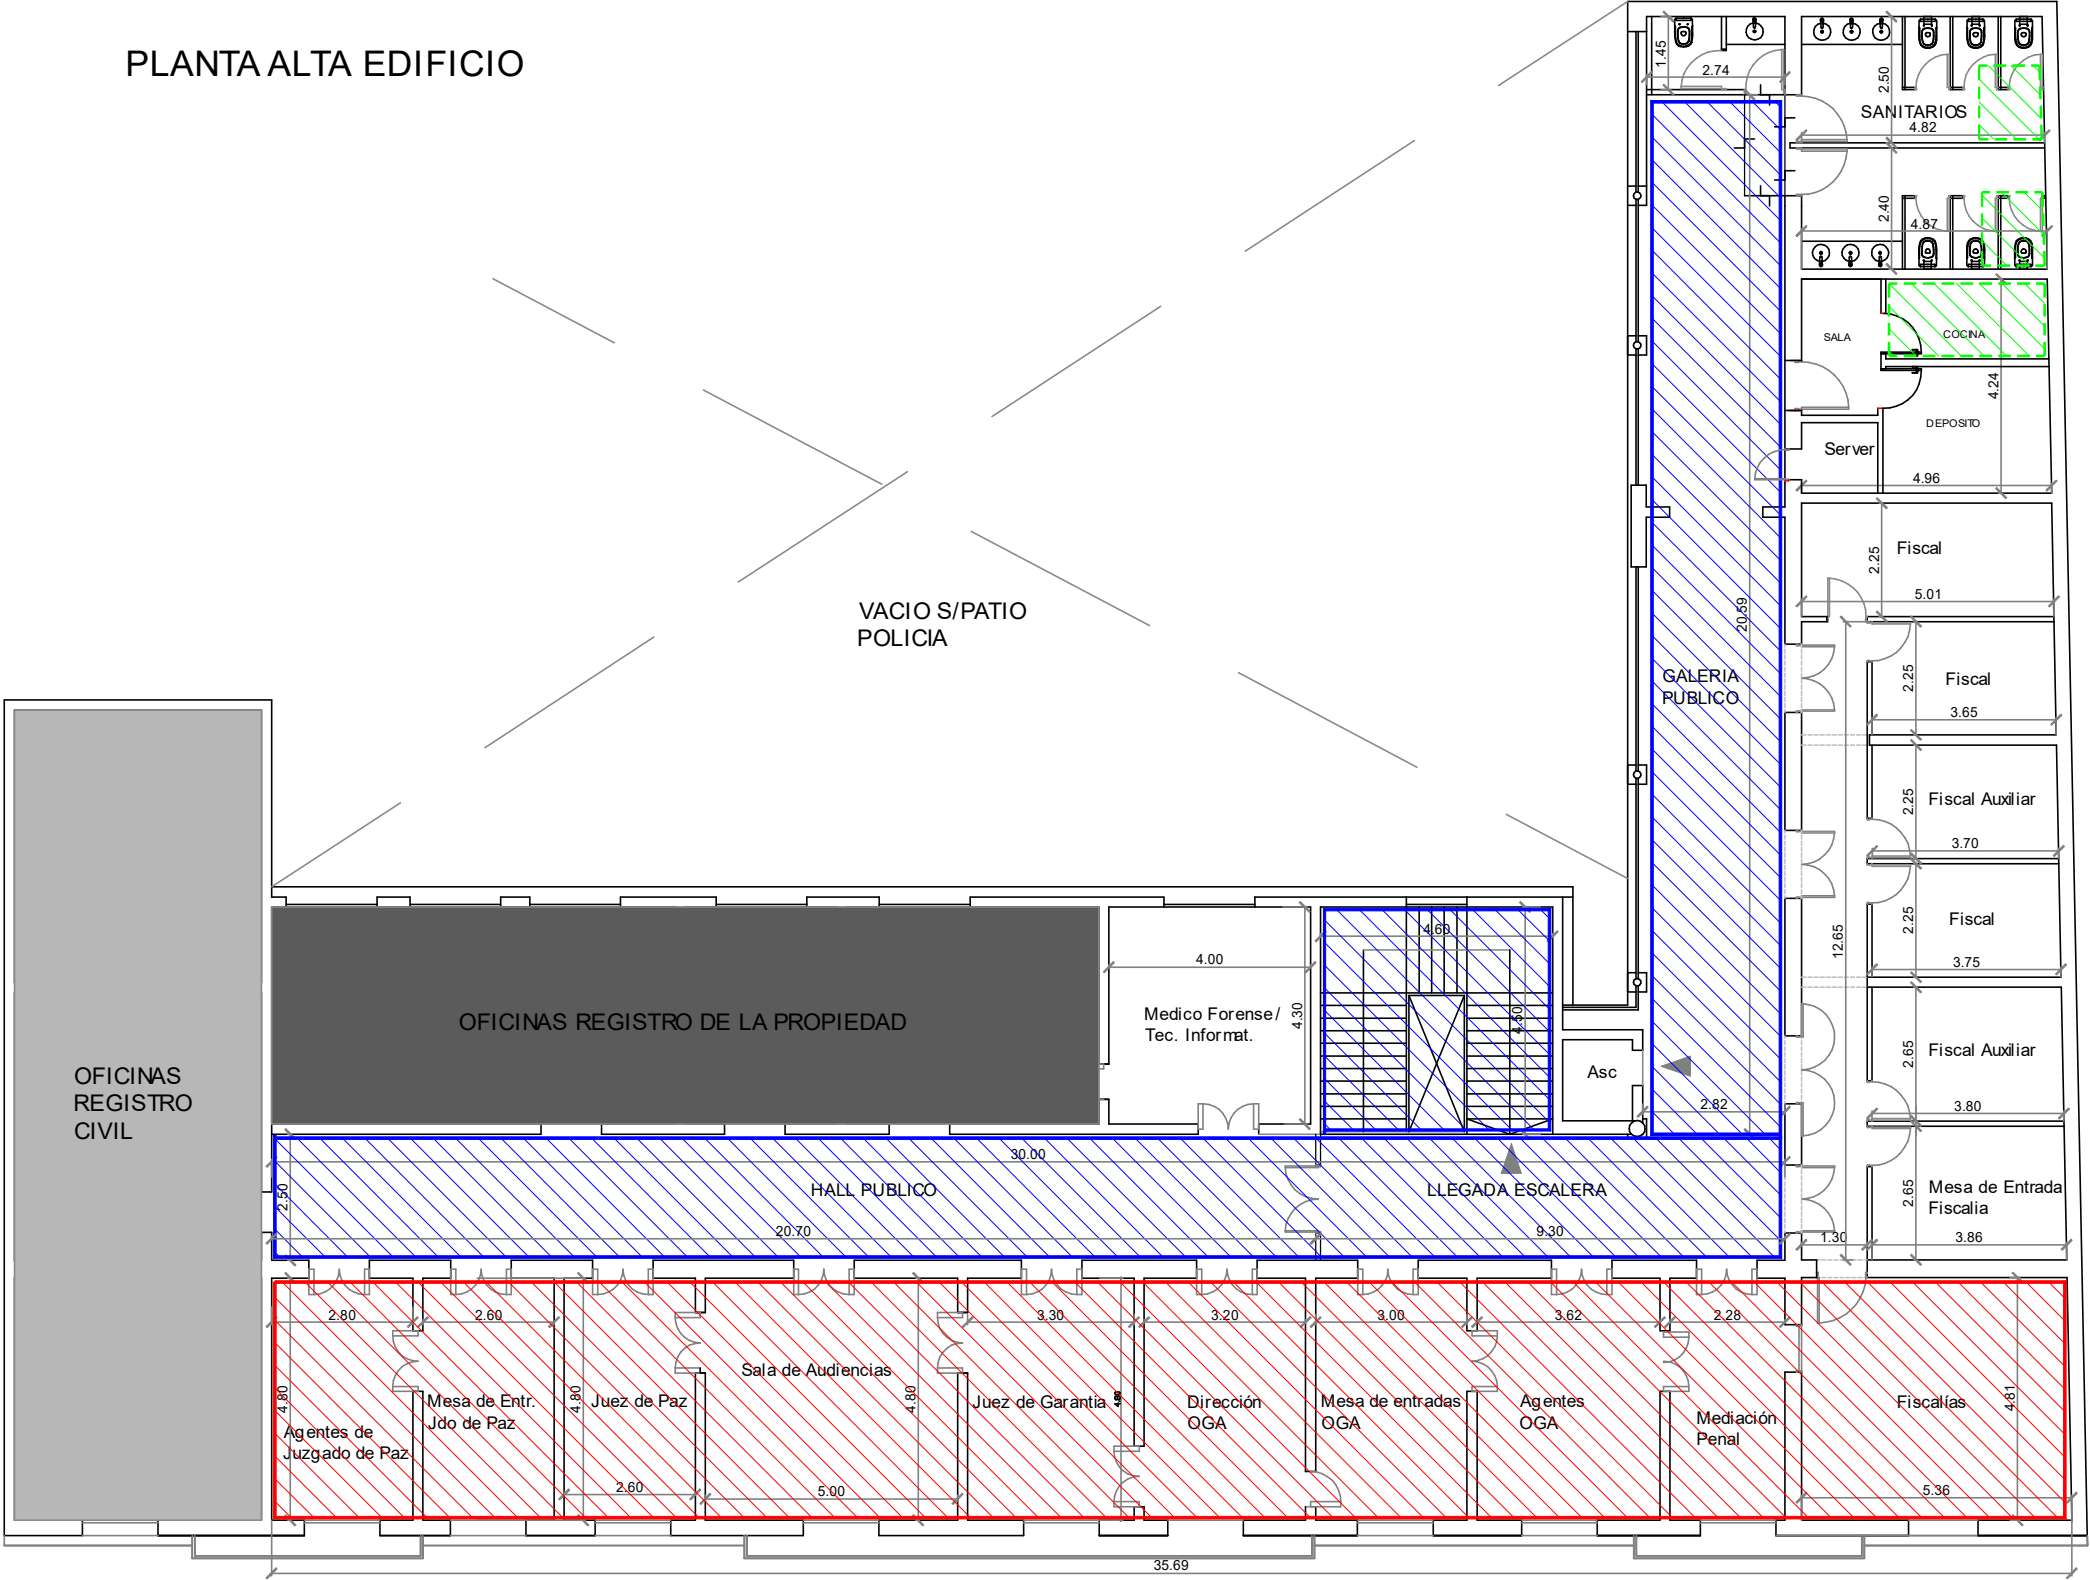 PLANTA ALTA EDIFICIO
1.45
2.74
2.50
SANITARIOS
4.82
2.40
4.87
SALA
COCINA
4.24
DEPOSITO
Server
4.96
Fiscal
2.25
5.01
VACIO S/PATIO
POLICIA
20.59
GALERIA
PUBLICO
2.25
Fiscal
3.65
2.25
Fiscal Auxiliar
3.70
2.25
Fiscal
3.75
12.65
4.60
4.00
4.30
4.50
Medico Forense/
Tec. Informat.
OFICINAS REGISTRO DE LA PROPIEDAD
Asc
2.65
Fiscal Auxiliar
3.80
2.82
OFICINAS
REGISTRO
CIVIL
30.00
2.50
HALL PUBLICO
LLEGADA ESCALERA
20.70
9.30
2.65
Mesa de Entrada
Fiscalia
1.30
3.86
2.80
2.60
3.30
3.20
3.00
3.62
2.28
4.80
Agentes de
Juzgado de Paz
Mesa de Entr.
Jdo de Paz
4.80
Juez de Paz
2.60
Sala de Audiencias
4.80
5.00
Juez de Garantia
Dirección
OGA
Mesa de entradas
OGA
Agentes
OGA
Mediación
Penal
Fiscalías
4.81
5.36
35.69